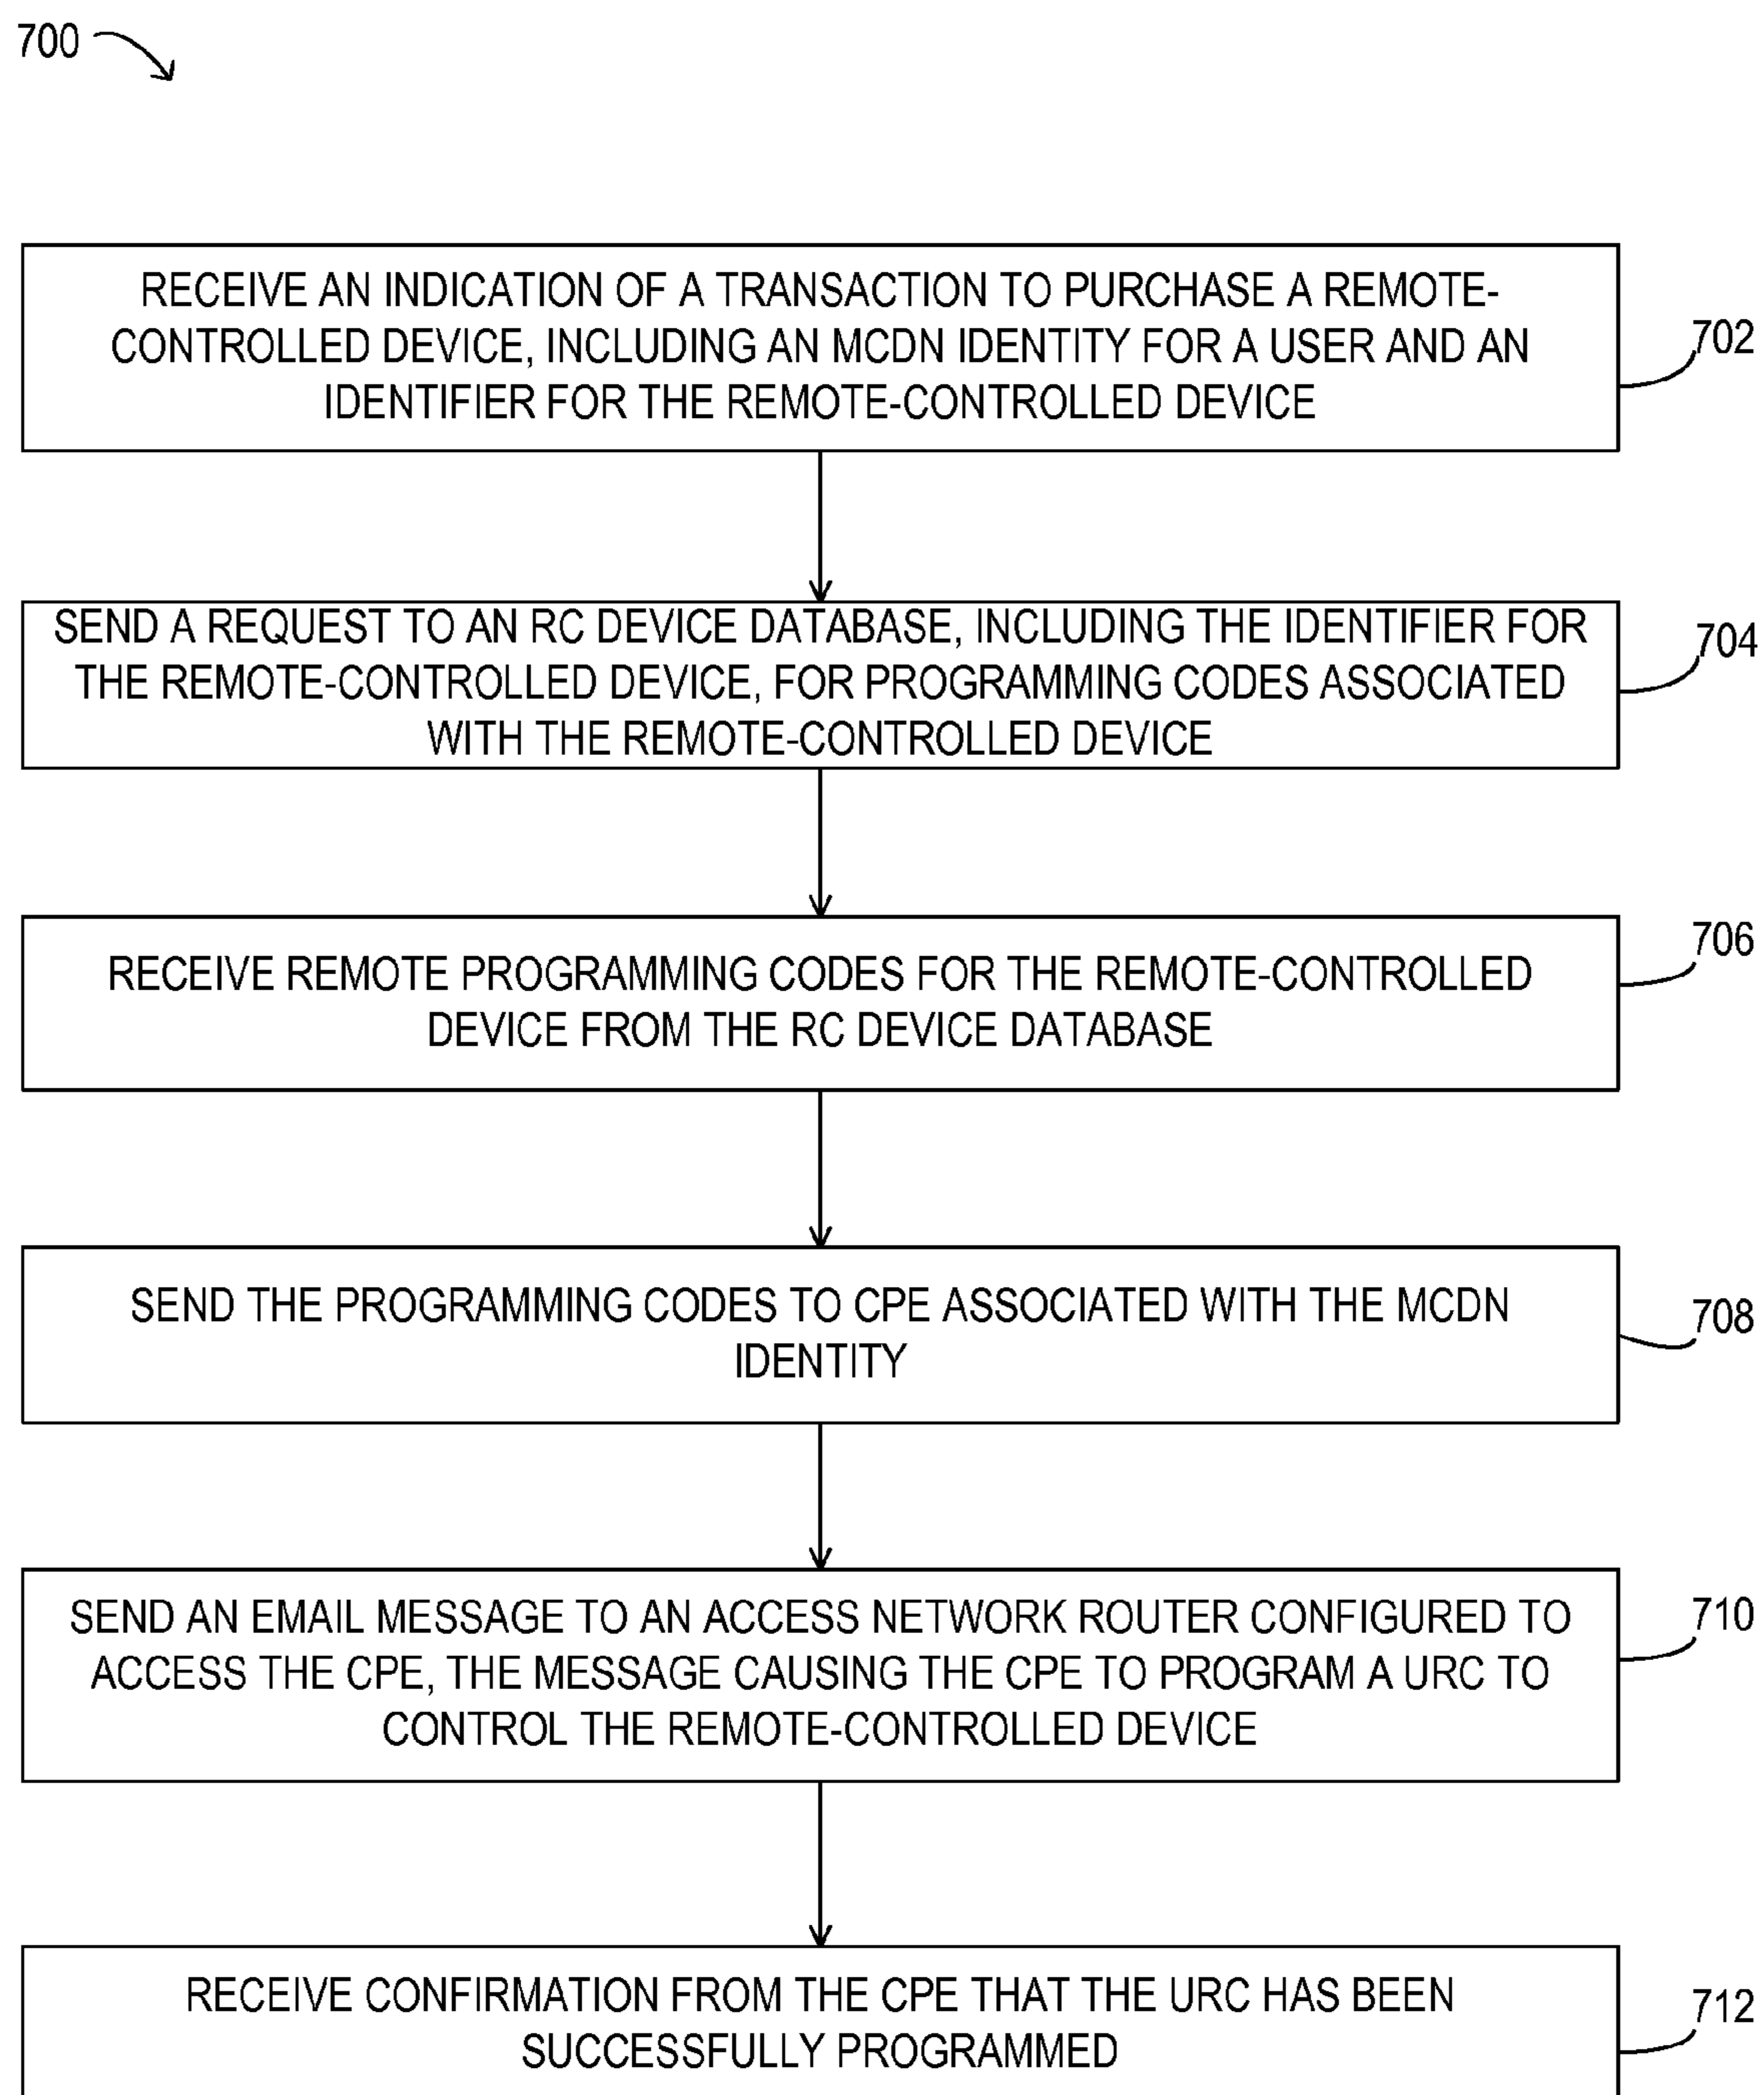 700
RECEIVE AN INDICATION OF A TRANSACTION TO PURCHASE A REMOTE-
CONTROLLED DEVICE, INCLUDING AN MCDN IDENTITY FOR A USER AND AN
IDENTIFIER FOR THE REMOTE-CONTROLLED DEVICE
702
SEND A REQUEST TO AN RC DEVICE DATABASE, INCLUDING THE IDENTIFIER FOR
THE REMOTE-CONTROLLED DEVICE, FOR PROGRAMMING CODES ASSOCIATED
WITH THE REMOTE-CONTROLLED DEVICE
704
RECEIVE REMOTE PROGRAMMING CODES FOR THE REMOTE-CONTROLLED
DEVICE FROM THE RC DEVICE DATABASE
706
SEND THE PROGRAMMING CODES TO CPE ASSOCIATED WITH THE MCDN
IDENTITY
708
SEND AN EMAIL MESSAGE TO AN ACCESS NETWORK ROUTER CONFIGURED TO
ACCESS THE CPE, THE MESSAGE CAUSING THE CPE TO PROGRAM A URC TO
CONTROL THE REMOTE-CONTROLLED DEVICE
710
RECEIVE CONFIRMATION FROM THE CPE THAT THE URC HAS BEEN
SUCCESSFULLY PROGRAMMED
712